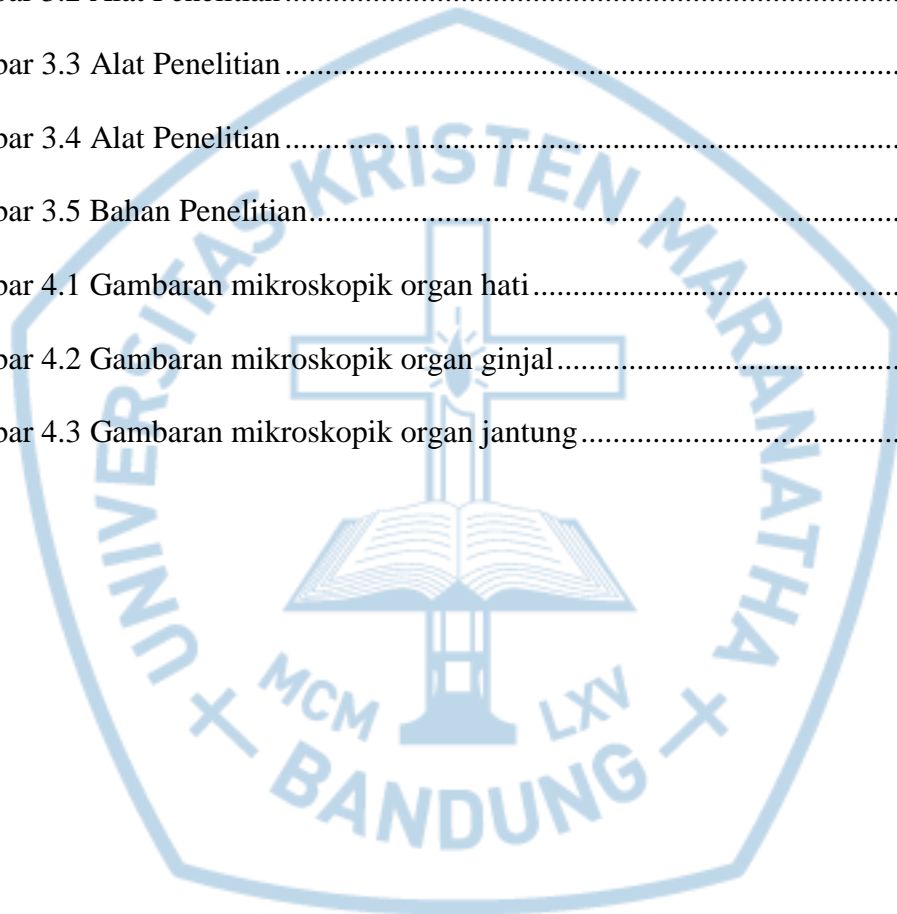 bar 3.3 Alat Penelitian
bar 3.4 Alat Penelitian
bar 3.5 Bahan Penelitian
bar 4.1 Gambaran mikroskopik organ hati
bar 4.2 Gambaran mikroskopik organ ginjal
bar 4.3 Gambaran mikroskopik organ jantung
UNIVERSITAS KRISTEN MARANATHA
MCM LXV
BANDUNG